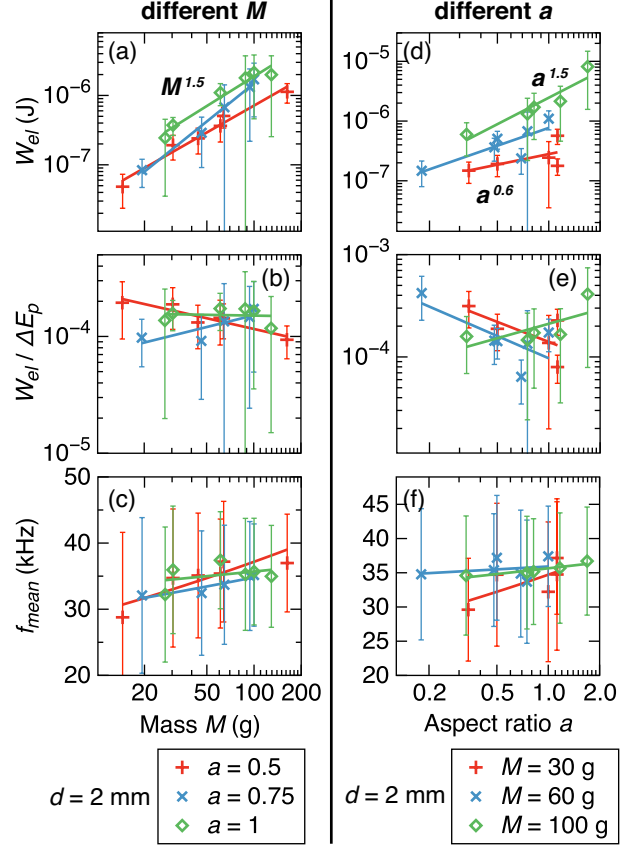 different M
different a
(a)
(d)
M^1.5
a^1.5
a^0.6
W_el (J)
10^-6
10^-7
10^-5
10^-6
10^-7
(b)
(e)
W_el / ΔE_p
10^-4
10^-5
10^-3
10^-4
(c)
(f)
f_mean (kHz)
45
40
35
30
25
20
45
40
35
30
25
20
20
50
100
200
0.2
0.5
1.0
2.0
Mass M (g)
Aspect ratio a
d = 2 mm
a = 0.5
a = 0.75
a = 1
d = 2 mm
M = 30 g
M = 60 g
M = 100 g